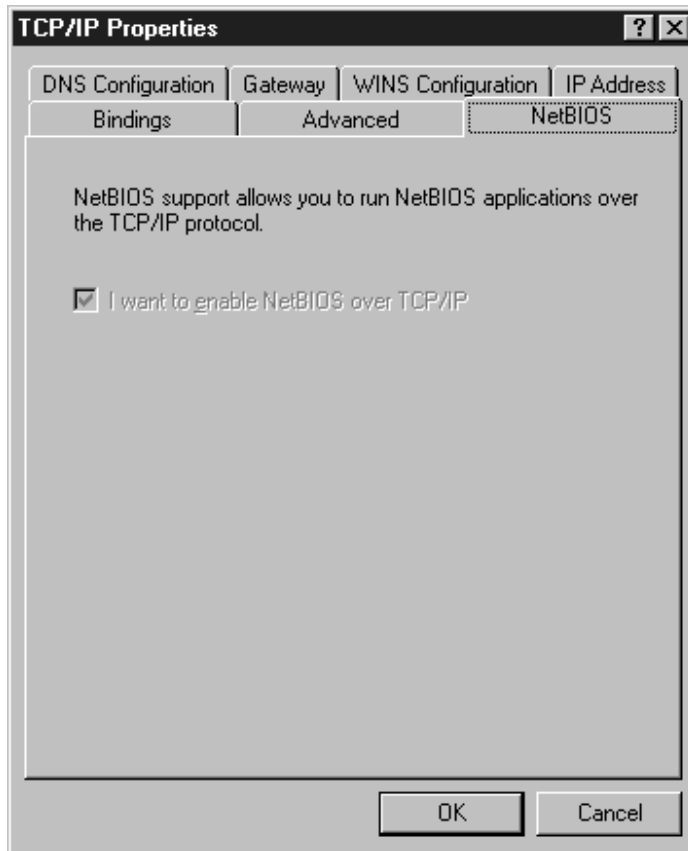 TCP/IP Properties
? X
DNS Configuration Gateway WINS Configuration IP Address
Bindings Advanced NetBIOS
NetBIOS support allows you to run NetBIOS applications over
the TCP/IP protocol.
I want to enable NetBIOS over TCP/IP
OK Cancel